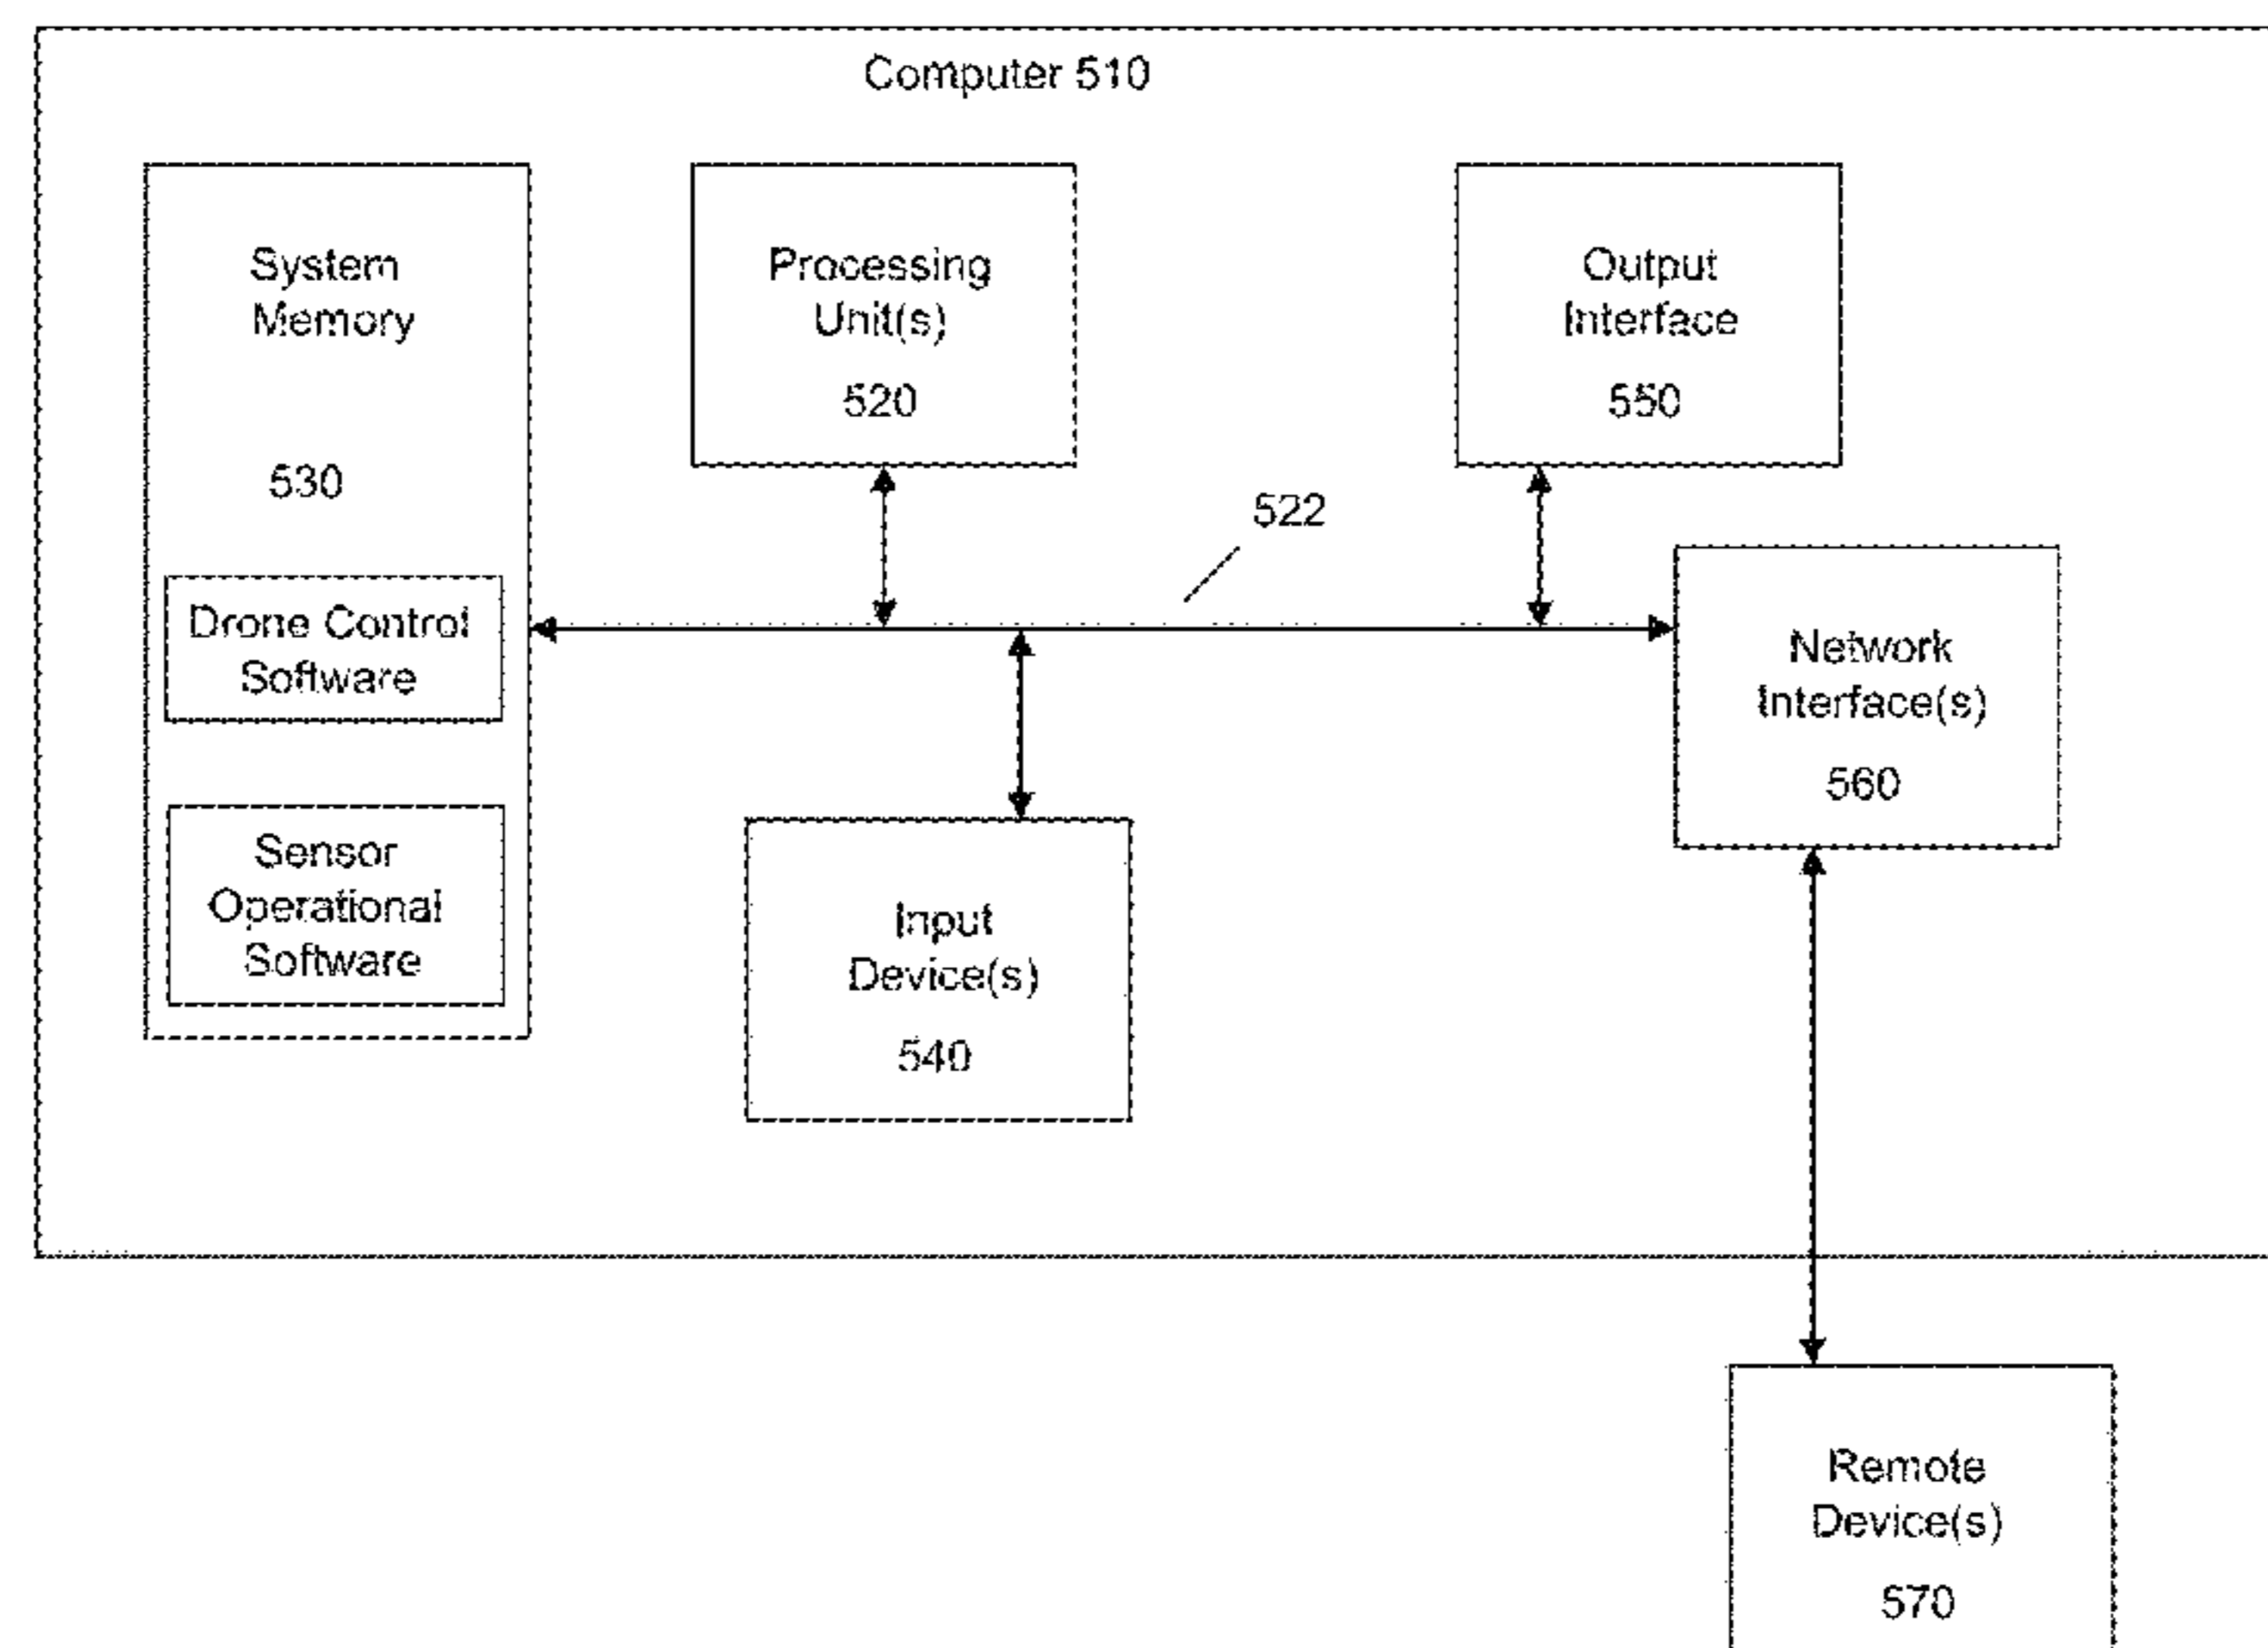 Computer 510
System
Memory
530
Drone Control
Software
Sensor
Operational
Software
Processing
Unit(s)
520
Output
Interface
550
522
Network
Interface(s)
560
Input
Device(s)
540
Remote
Device(s)
570